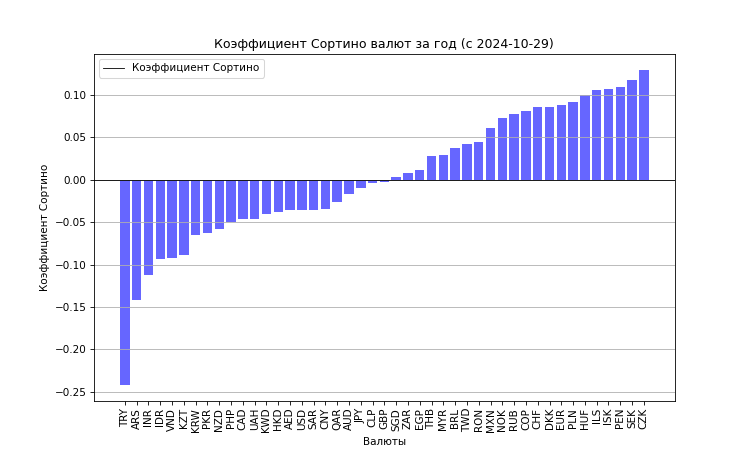 Коэффициент Сортино валют за год (с 2024-10-29)
Коэффициент Сортино
0.10
0.05
0.00
−0.05
−0.10
−0.15
−0.20
−0.25
Коэффициент Сортино
TRY
ARS
INR
IDR
VND
KZT
KRW
PKR
NZD
PHP
CAD
UAH
KWD
HKD
AED
USD
SAR
CNY
QAR
AUD
JPY
CLP
GBP
SGD
ZAR
EGP
THB
MYR
BRL
TWD
RON
MXN
NOK
RUB
COP
CHF
DKK
EUR
PLN
HUF
ILS
ISK
PEN
SEK
CZK
Валюты